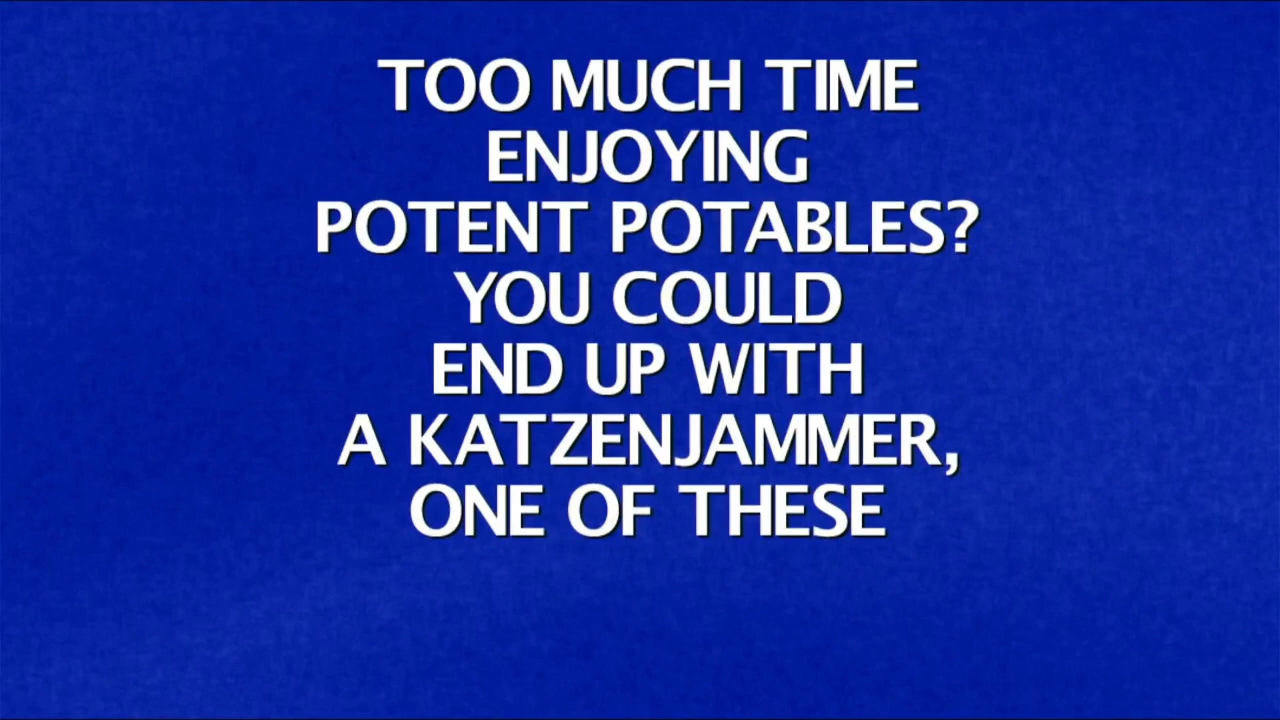 TOO MUCH TIME
ENJOYING
POTENT POTABLES?
YOU COULD
END UP WITH
A KATZENJAMMER,
ONE OF THESE